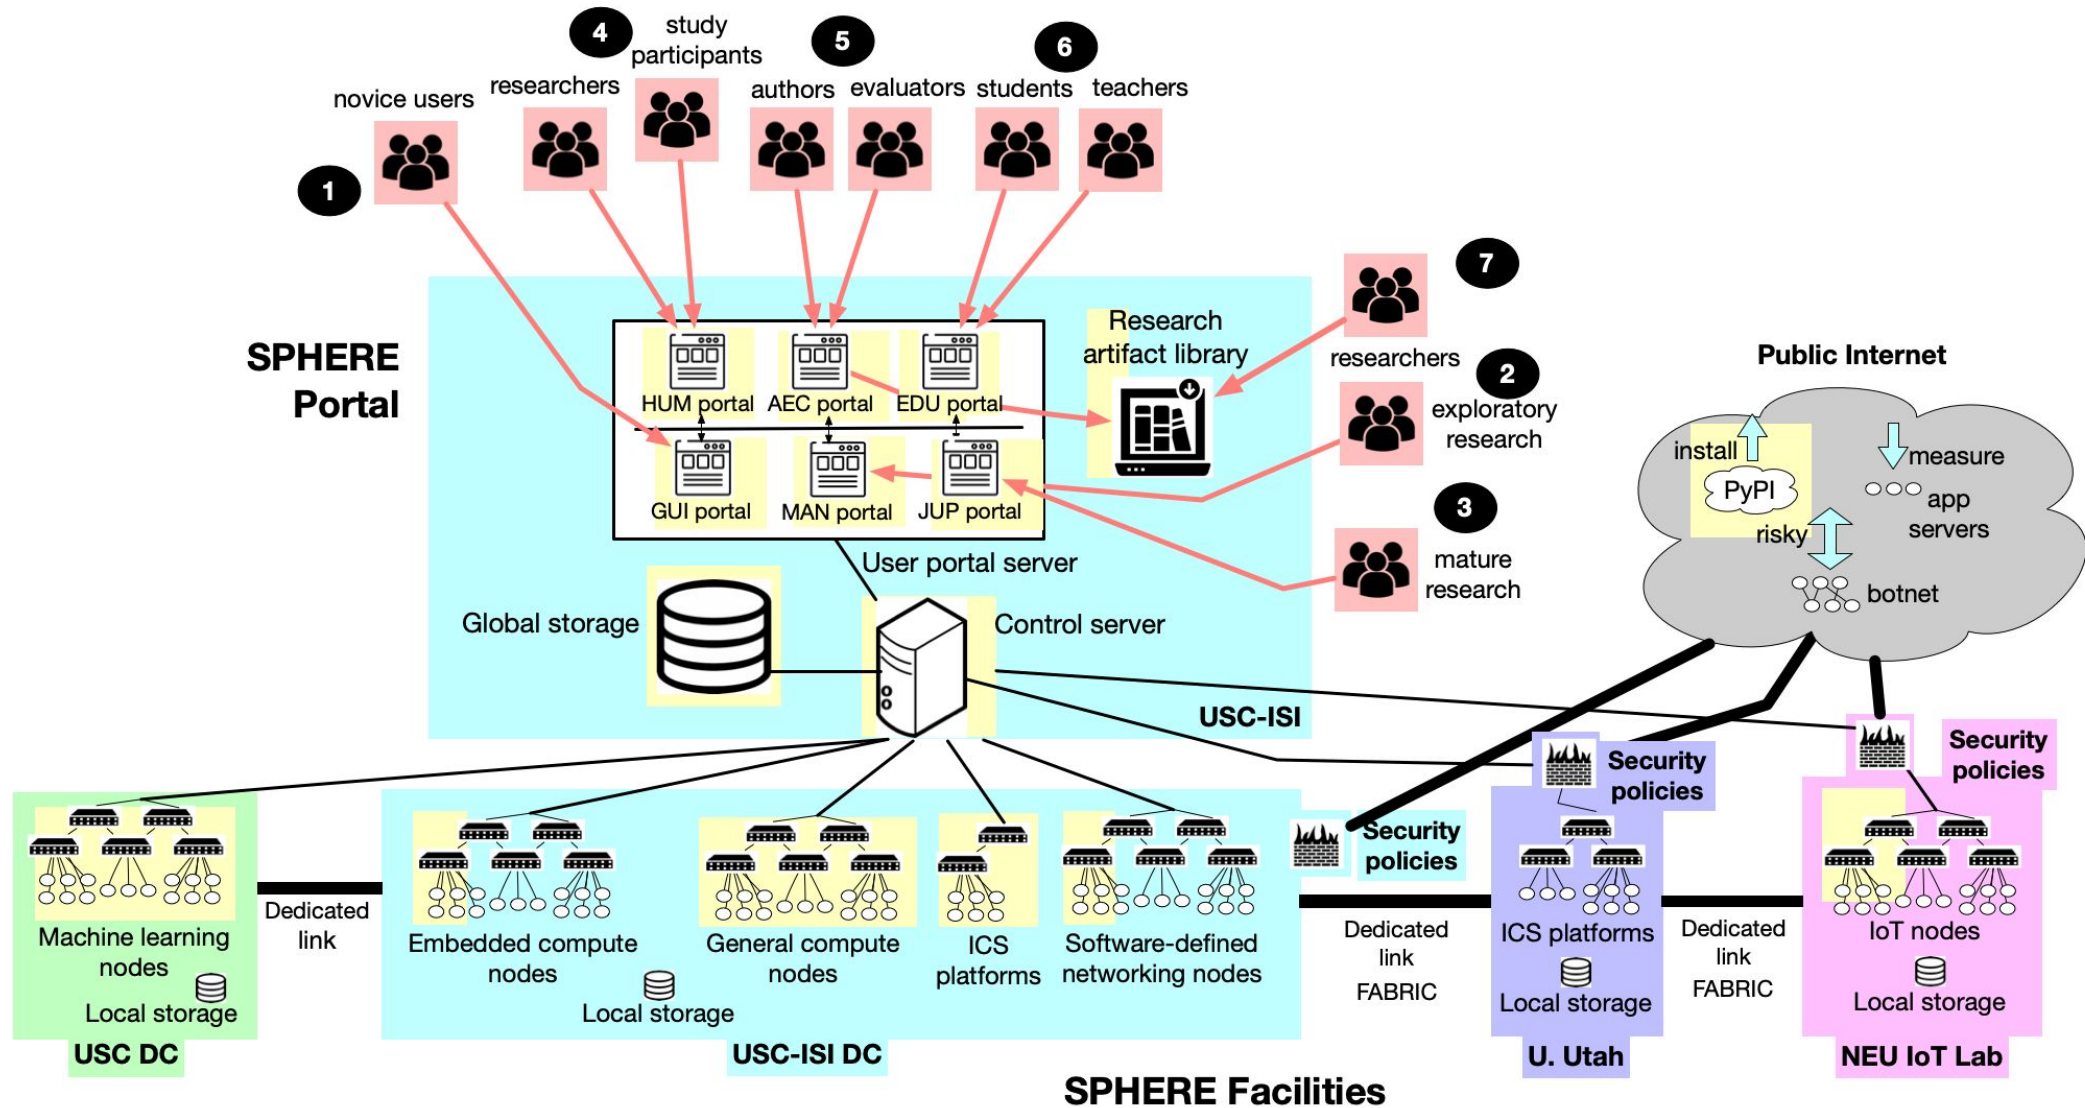 4
study
participants
5
6
researchers
authors
evaluators
students
teachers
novice users
1
7
SPHERE
Portal
Research
artifact library
researchers
2
exploratory
research
Public Internet
HUM portal
AEC portal
EDU portal
GUI portal
MAN portal
JUP portal
3
mature
research
install
PyPI
measure
app
servers
risky
botnet
User portal server
Global storage
Control server
USC-ISI
Security
policies
Security
policies
Security
policies
Machine learning
nodes
Local storage
USC DC
Dedicated
link
Embedded compute
nodes
General compute
nodes
ICS
platforms
Software-defined
networking nodes
Local storage
USC-ISI DC
Dedicated
link
FABRIC
ICS platforms
Local storage
U. Utah
Dedicated
link
FABRIC
IoT nodes
Local storage
NEU IoT Lab
SPHERE Facilities